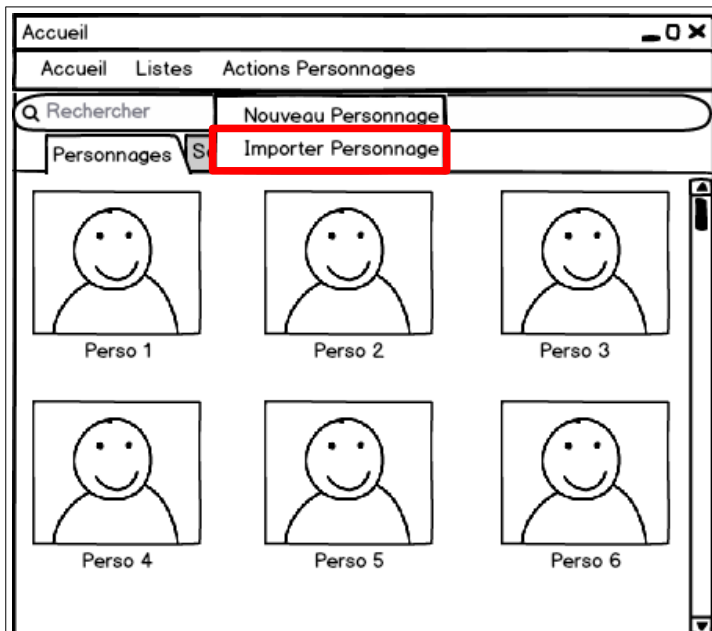 Accueil
Accueil Listes Actions Personnages
Rechercher
Nouveau Personnage
Importer Personnage
Personnages
Perso 1 Perso 2 Perso 3
Perso 4 Perso 5 Perso 6